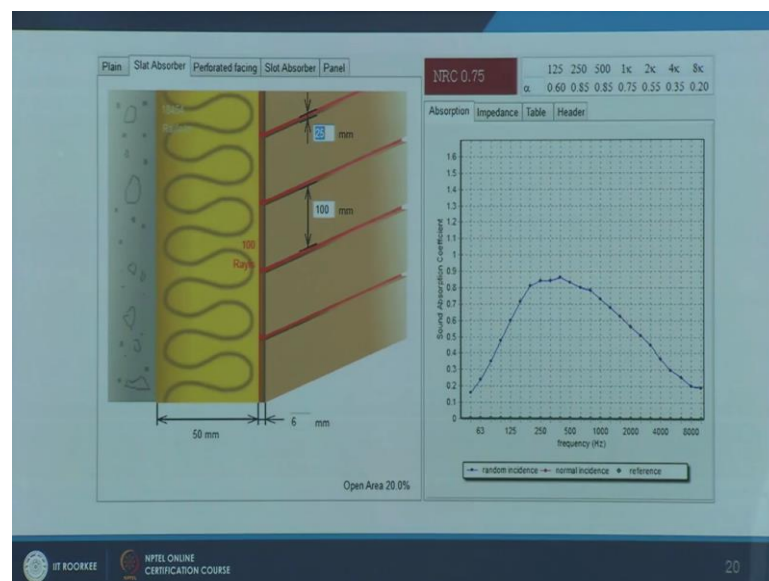 Plain Slat Absorber Perforated facing Slot Absorber Panel
25 mm
100 mm
100
50 mm
6 mm
Open Area 20.0%
NRC 0.75
125 250 500 1k 2k 4k 8k
α 0.60 0.85 0.85 0.75 0.55 0.35 0.20
Absorption Impedance Table Header
Sound Absorption Coefficient
1.6
1.5
1.4
1.3
1.2
1.1
1
0.9
0.8
0.7
0.6
0.5
0.4
0.3
0.2
0.1
0
63 125 250 500 1000 2000 4000 8000
frequency (Hz)
random incidence normal incidence reference
IIT ROORKEE
NPTEL ONLINE
CERTIFICATION COURSE
20